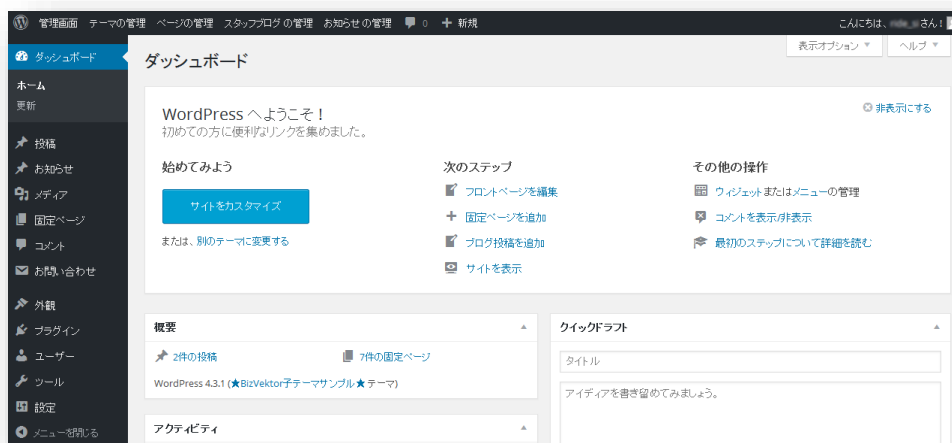 管理画面 テーマの管理 ページの管理 スタッフブログの管理 お知らせの管理 0 + 新規 こんにちは、 さん！
ダッシュボード
ホーム
更新
投稿
お知らせ
メディア
固定ページ
コメント
お問い合わせ
外観
プラグイン
ユーザー
ツール
設定
メニューを閉じる
表示オプション ▼ ヘルプ ▼
ダッシュボード
WordPress へようこそ！ 非表示にする
初めての方に便利なリンクを集めました。
始めてみよう
サイトをカスタマイズ
または、別のテーマに変更する
次のステップ
フロントページを編集
固定ページを追加
ブログ投稿を追加
サイトを表示
その他の操作
ウィジェットまたはメニューの管理
コメントを表示/非表示
最初のステップについて詳細を読む
概要
2件の投稿 7件の固定ページ
WordPress 4.3.1 (★BizVektor子テーマサンプル★ テーマ)
アクティビティ
クイックドラフト
タイトル
アイディアを書き留めてみましょう。